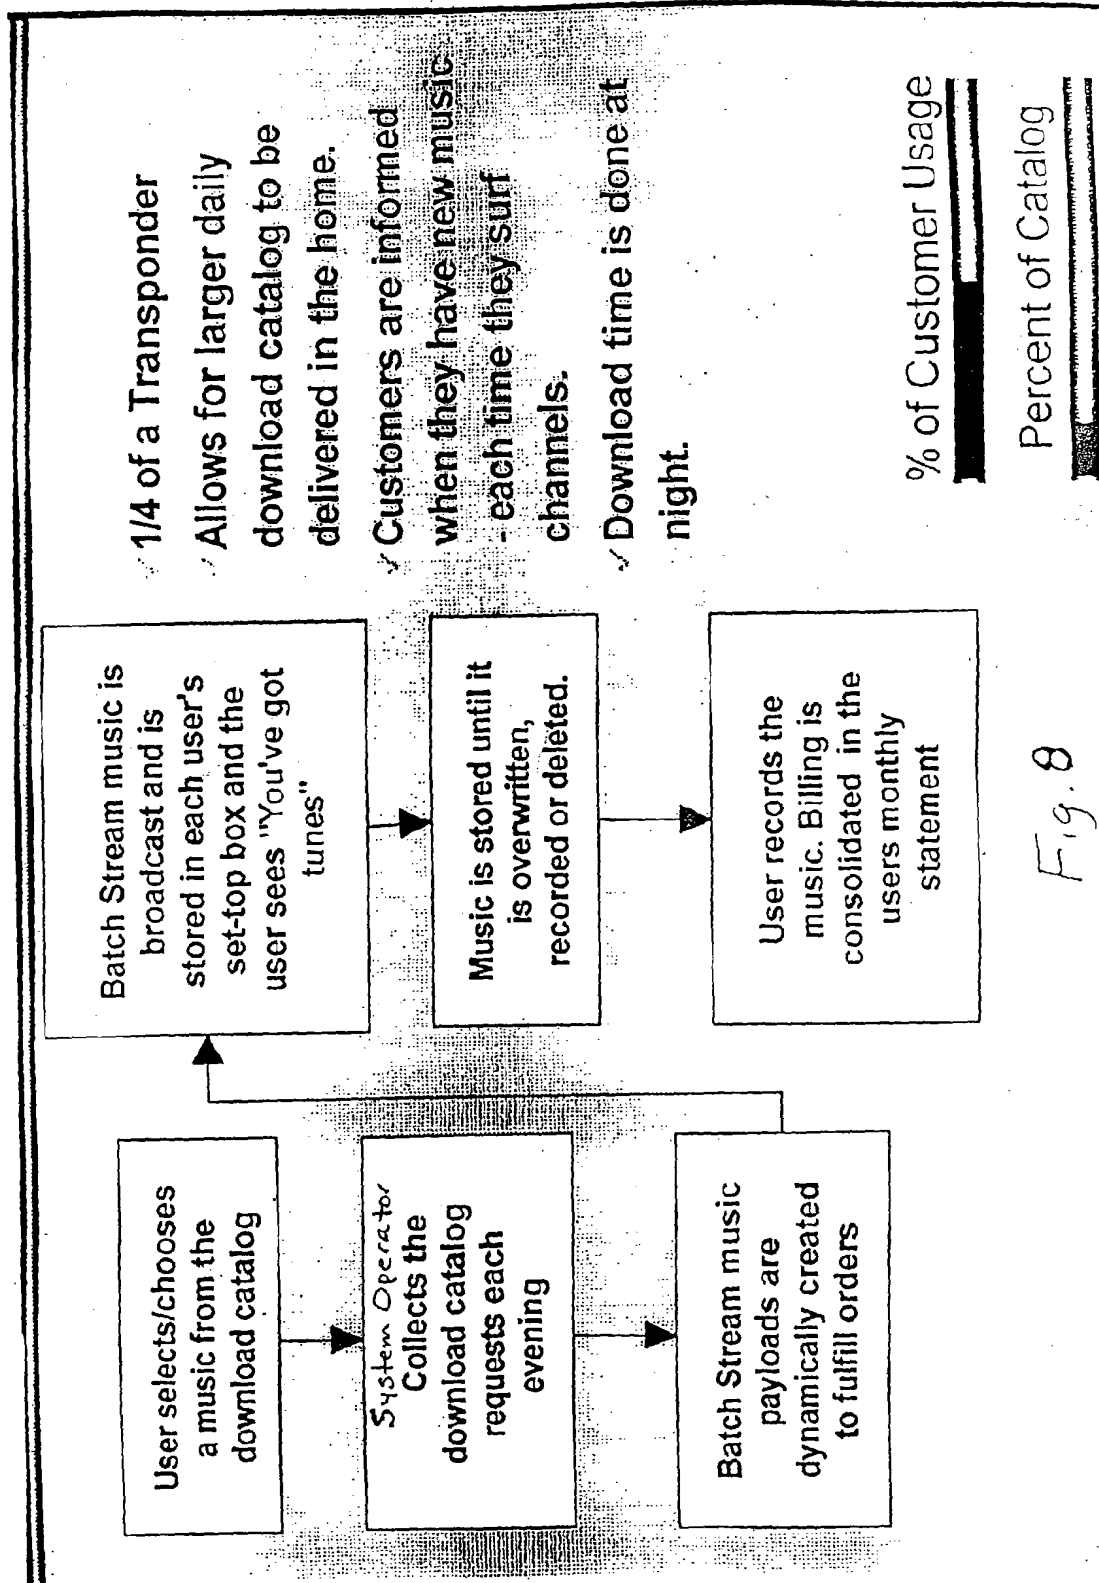 User selects/chooses
a music from the
download catalog
System Operator
Collects the
download catalog
requests each
evening
Batch Stream music
payloads are
dynamically created
to fulfill orders
Batch Stream music is
broadcast and is
stored in each user's
set-top box and the
user sees "You've got
tunes"
Music is stored until it
is overwritten,
recorded or deleted.
User records the
music. Billing is
consolidated in the
users monthly
statement
✓ 1/4 of a Transponder
✓ Allows for larger daily
download catalog to be
delivered in the home.
✓ Customers are informed
when they have new music
- each time they surf
channels.
✓ Download time is done at
night.
% of Customer Usage
Percent of Catalog
Fig. 8